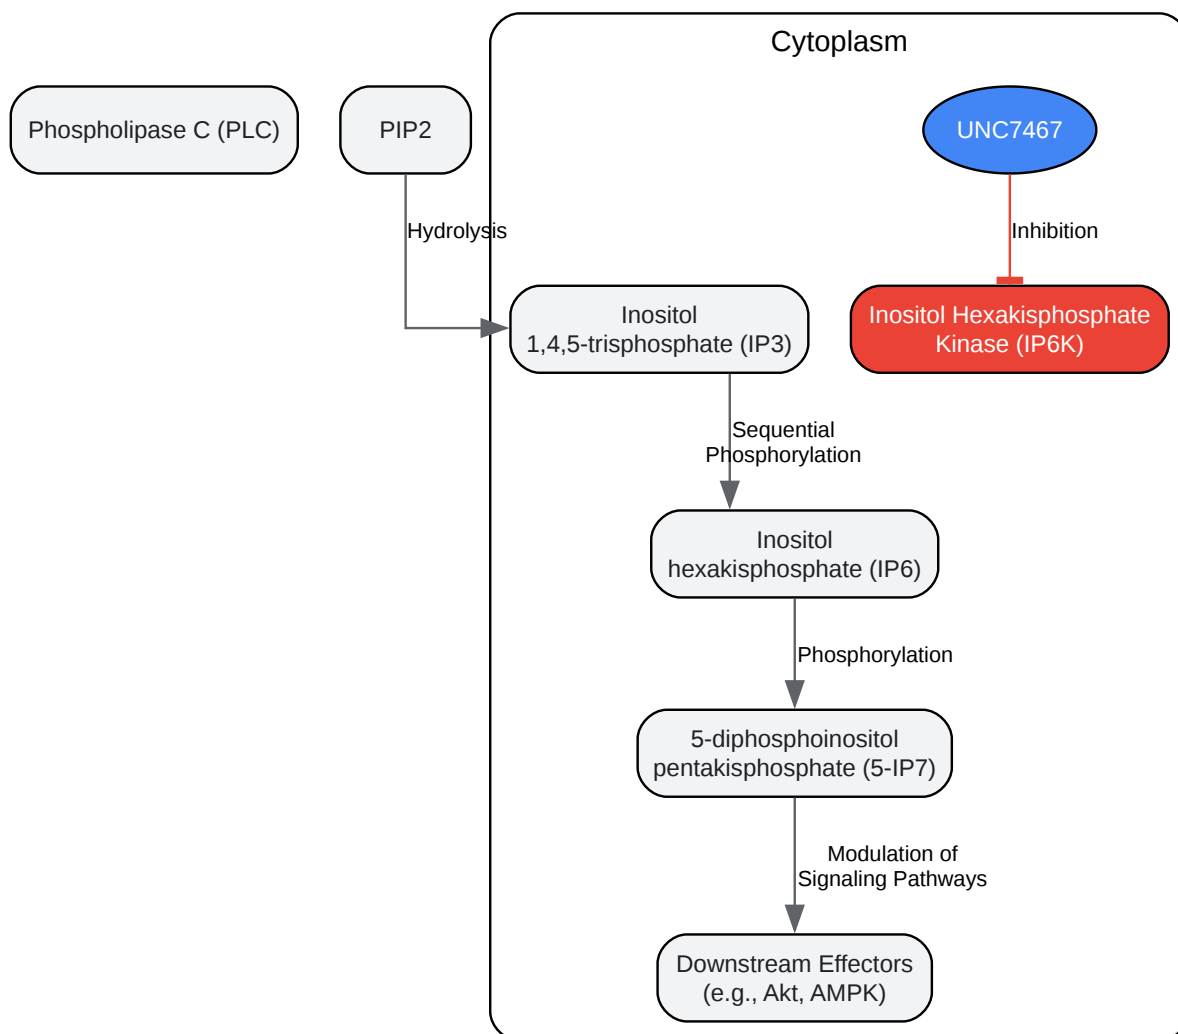 Cytoplasm
Phospholipase C (PLC)
PIP2
UNC7467
Hydrolysis
Inhibition
Inositol
1,4,5-trisphosphate (IP3)
Inositol Hexakisphosphate
Kinase (IP6K)
Sequential
Phosphorylation
Inositol
hexakisphosphate (IP6)
Phosphorylation
5-diphosphoinositol
pentakisphosphate (5-IP7)
Modulation of
Signaling Pathways
Downstream Effectors
(e.g., Akt, AMPK)